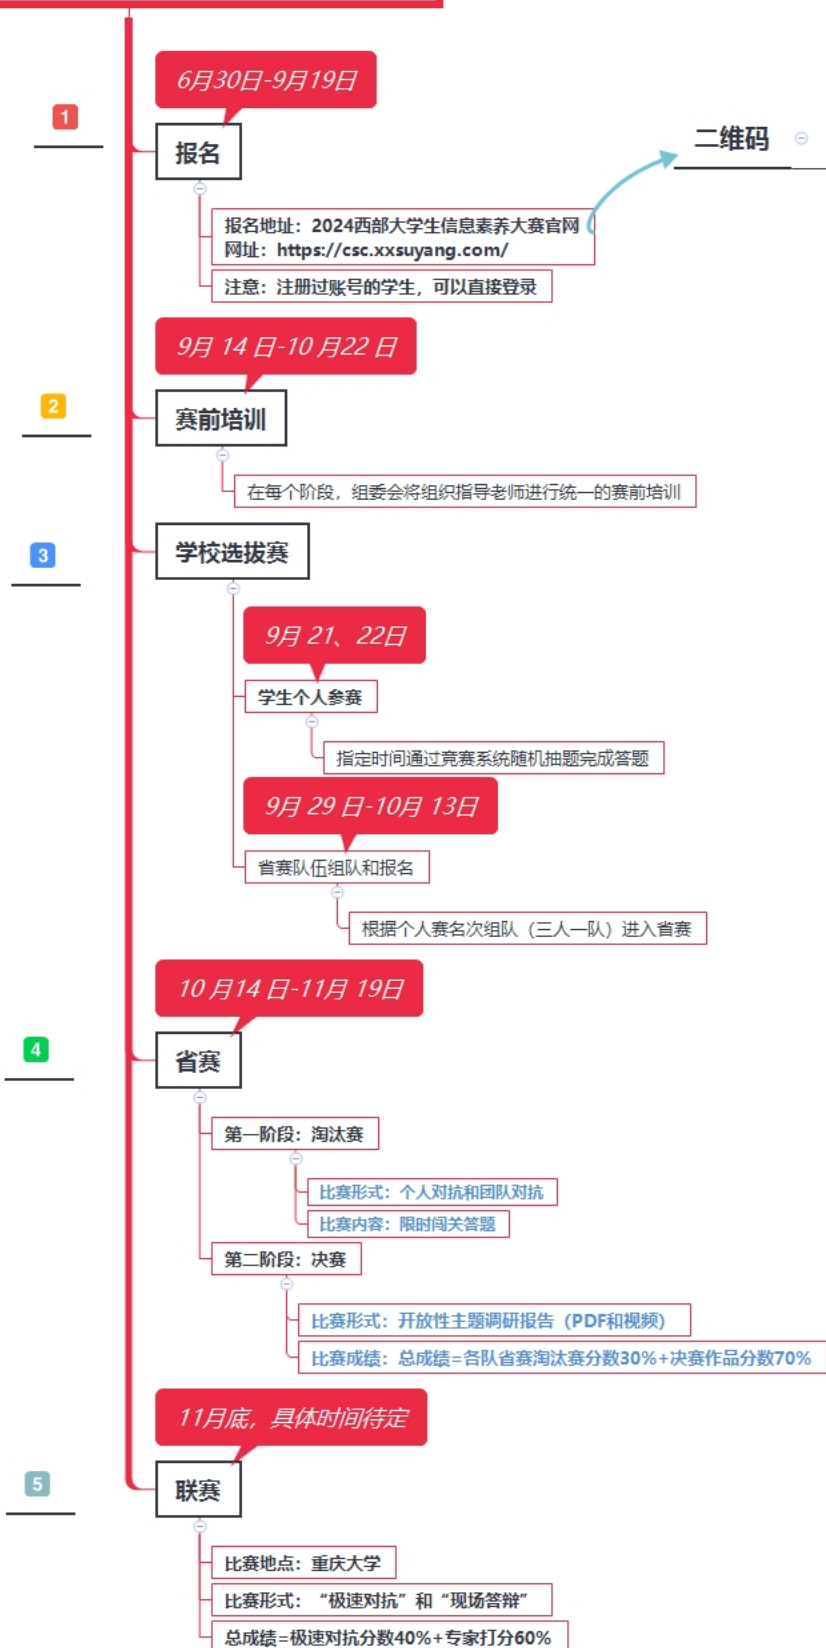 6月30日-9月19日
1
报名
二维码
报名地址：2024西部大学生信息素养大赛官网
网址：https://csc.xxsuyang.com/
注意：注册过账号的学生，可以直接登录
9月 14 日-10 月22 日
2
赛前培训
在每个阶段，组委会将组织指导老师进行统一的赛前培训
3
学校选拔赛
9月 21、22日
学生个人参赛
指定时间通过竞赛系统随机抽题完成答题
9月 29 日-10月 13日
省赛队伍组队和报名
根据个人赛名次组队（三人一队）进入省赛
10 月14 日-11月 19日
4
省赛
第一阶段：淘汰赛
比赛形式：个人对抗和团队对抗
比赛内容：限时闯关答题
第二阶段：决赛
比赛形式：开放性主题调研报告（PDF和视频）
比赛成绩：总成绩=各队省赛淘汰赛分数30%+决赛作品分数70%
11月底，具体时间待定
5
联赛
比赛地点：重庆大学
比赛形式：“极速对抗”和“现场答辩”
总成绩=极速对抗分数40%+专家打分60%